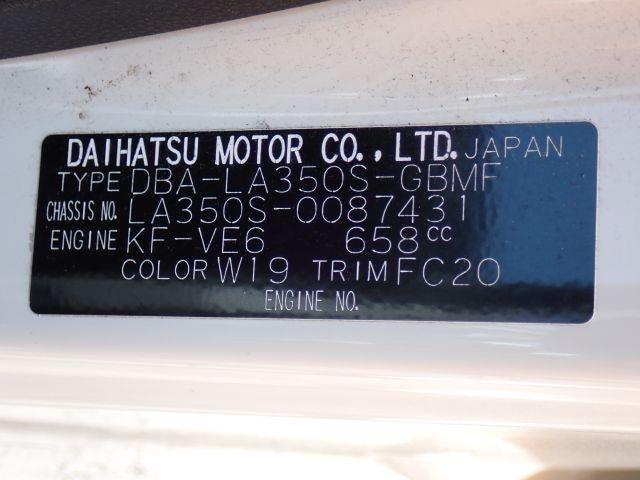 DAIHATSU MOTOR CO., LTD. JAPAN
TYPE DBA-LA350S-GBMF
CHASSIS NO. LA350S-0087431
ENGINE KF-VE6 658cc
COLOR W19 TRIM FC20
ENGINE NO.